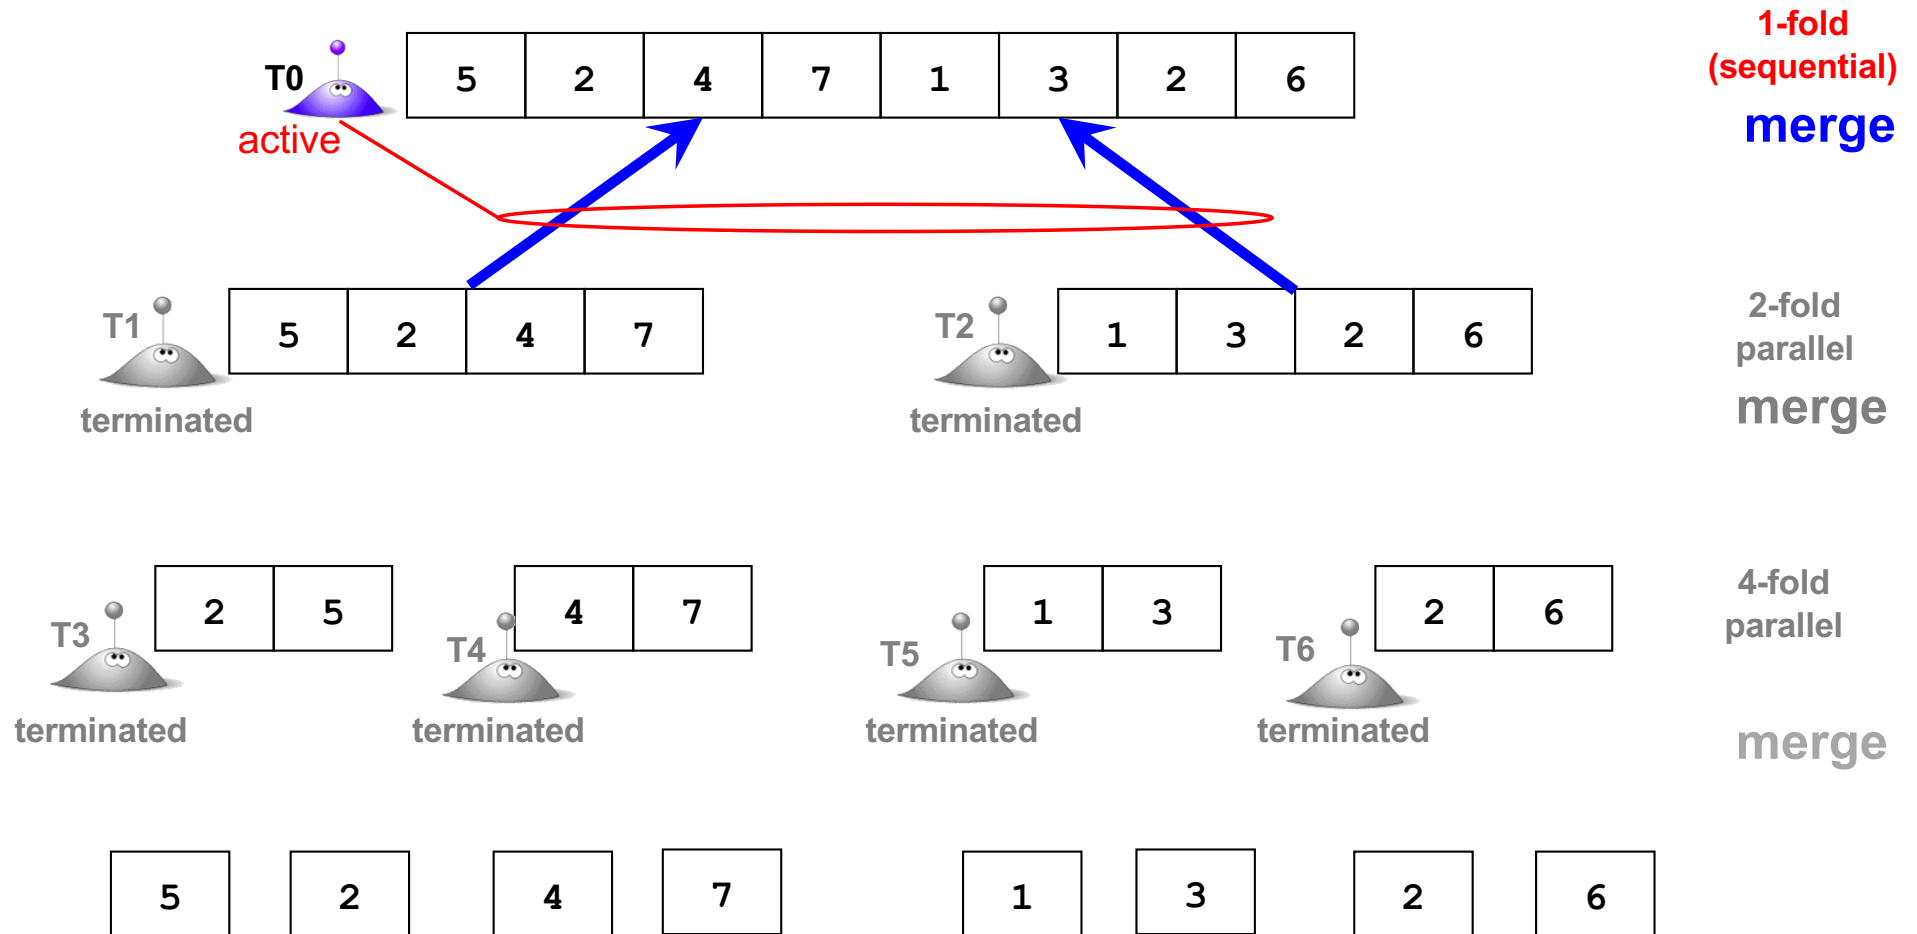 1-fold
(sequential)
T0 5 2 4 7 1 3 2 6
active
merge
T1 5 2 4 7
T2 1 3 2 6
2-fold
parallel
terminated
terminated
merge
T3 2 5
T4 4 7
T5 1 3
T6 2 6
4-fold
parallel
terminated
terminated
terminated
terminated
merge
5 2 4 7 1 3 2 6